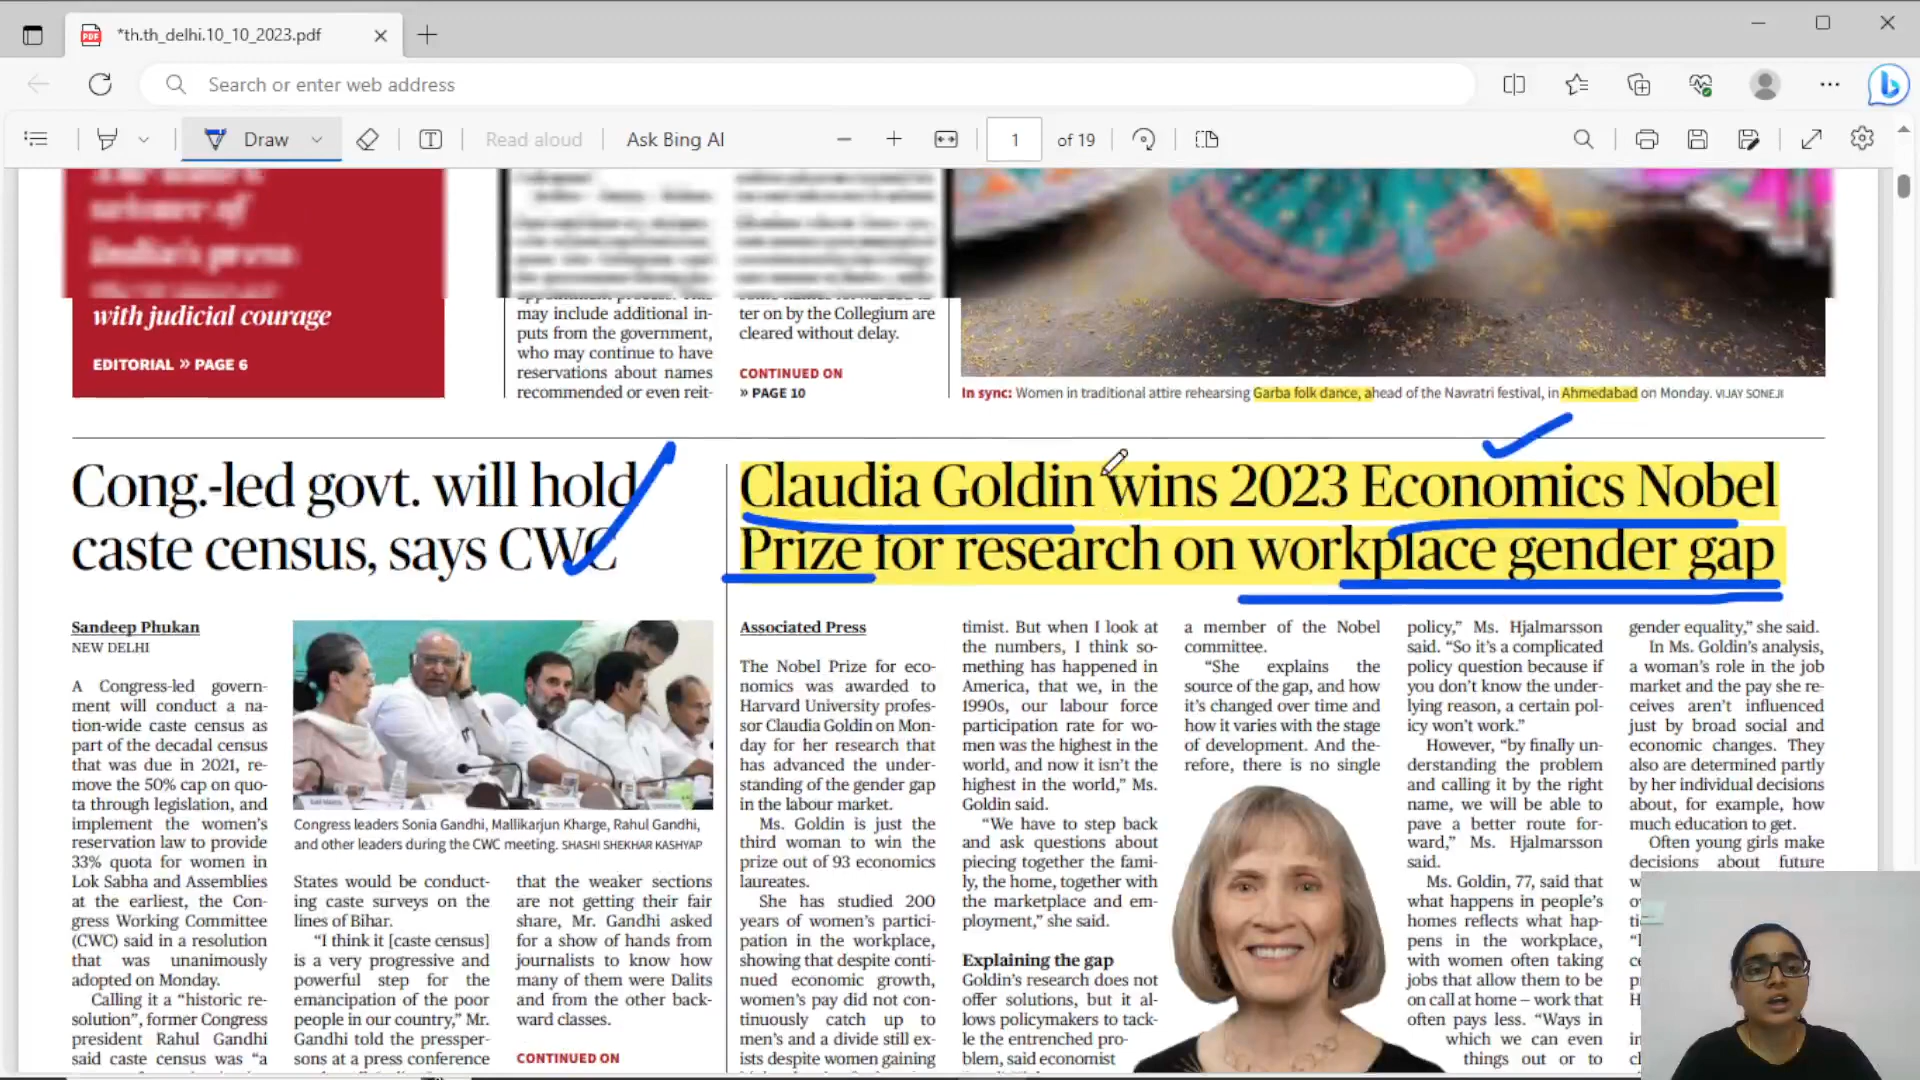 *th.th_delhi.10_10_2023.pdf
Search or enter web address
Draw
Read aloud
Ask Bing AI
1
of 19
India's press
with judicial courage
EDITORIAL » PAGE 6
may include additional in-
puts from the government,
who may continue to have
reservations about names
recommended or even reit-
ter on by the Collegium are
cleared without delay.
CONTINUED ON
» PAGE 10
In sync: Women in traditional attire rehearsing Garba folk dance, ahead of the Navratri festival, in Ahmedabad on Monday. VIJAY SONEJI
Cong.-led govt. will hold
caste census, says CWC
Sandeep Phukan
NEW DELHI
A Congress-led govern-
ment will conduct a na-
tion-wide caste census as
part of the decadal census
that was due in 2021, re-
move the 50% cap on quo-
ta through legislation, and
implement the women's
reservation law to provide
33% quota for women in
Lok Sabha and Assemblies
at the earliest, the Con-
gress Working Committee
(CWC) said in a resolution
that was unanimously
adopted on Monday.
Calling it a “historic re-
solution”, former Congress
president Rahul Gandhi
said caste census was “a
Congress leaders Sonia Gandhi, Mallikarjun Kharge, Rahul Gandhi,
and other leaders during the CWC meeting. SHASHI SHEKHAR KASHYAP
States would be conduct-
ing caste surveys on the
lines of Bihar.
“I think it [caste census]
is a very progressive and
powerful step for the
emancipation of the poor
people in our country,” Mr.
Gandhi told the pressper-
sons at a press conference
that the weaker sections
are not getting their fair
share, Mr. Gandhi asked
for a show of hands from
journalists to know how
many of them were Dalits
and from the other back-
ward classes.
CONTINUED ON
Claudia Goldin wins 2023 Economics Nobel
Prize for research on workplace gender gap
Associated Press
The Nobel Prize for eco-
nomics was awarded to
Harvard University profes-
sor Claudia Goldin on Mon-
day for her research that
has advanced the under-
standing of the gender gap
in the labour market.
Ms. Goldin is just the
third woman to win the
prize out of 93 economics
laureates.
She has studied 200
years of women's partici-
pation in the workplace,
showing that despite conti-
nued economic growth,
women's pay did not con-
tinuously catch up to
men's and a divide still ex-
ists despite women gaining
timist. But when I look at
the numbers, I think so-
mething has happened in
America, that we, in the
1990s, our labour force
participation rate for wo-
men was the highest in the
world, and now it isn't the
highest in the world,” Ms.
Goldin said.
“We have to step back
and ask questions about
piecing together the fami-
ly, the home, together with
the marketplace and em-
ployment,” she said.
Explaining the gap
Goldin's research does not
offer solutions, but it al-
lows policymakers to tack-
le the entrenched pro-
blem, said economist
a member of the Nobel
committee.
“She explains the
source of the gap, and how
it's changed over time and
how it varies with the stage
of development. And the-
refore, there is no single
policy,” Ms. Hjalmarsson
said. “So it's a complicated
policy question because if
you don't know the under-
lying reason, a certain pol-
icy won't work.”
However, “by finally un-
derstanding the problem
and calling it by the right
name, we will be able to
pave a better route for-
ward,” Ms. Hjalmarsson
said.
Ms. Goldin, 77, said that
what happens in people's
homes reflects what hap-
pens in the workplace,
with women often taking
jobs that allow them to be
on call at home – work that
often pays less. “Ways in
which we can even
things out or to
gender equality,” she said.
In Ms. Goldin's analysis,
a woman's role in the job
market and the pay she re-
ceives aren't influenced
just by broad social and
economic changes. They
also are determined partly
by her individual decisions
about, for example, how
much education to get.
Often young girls make
decisions about future